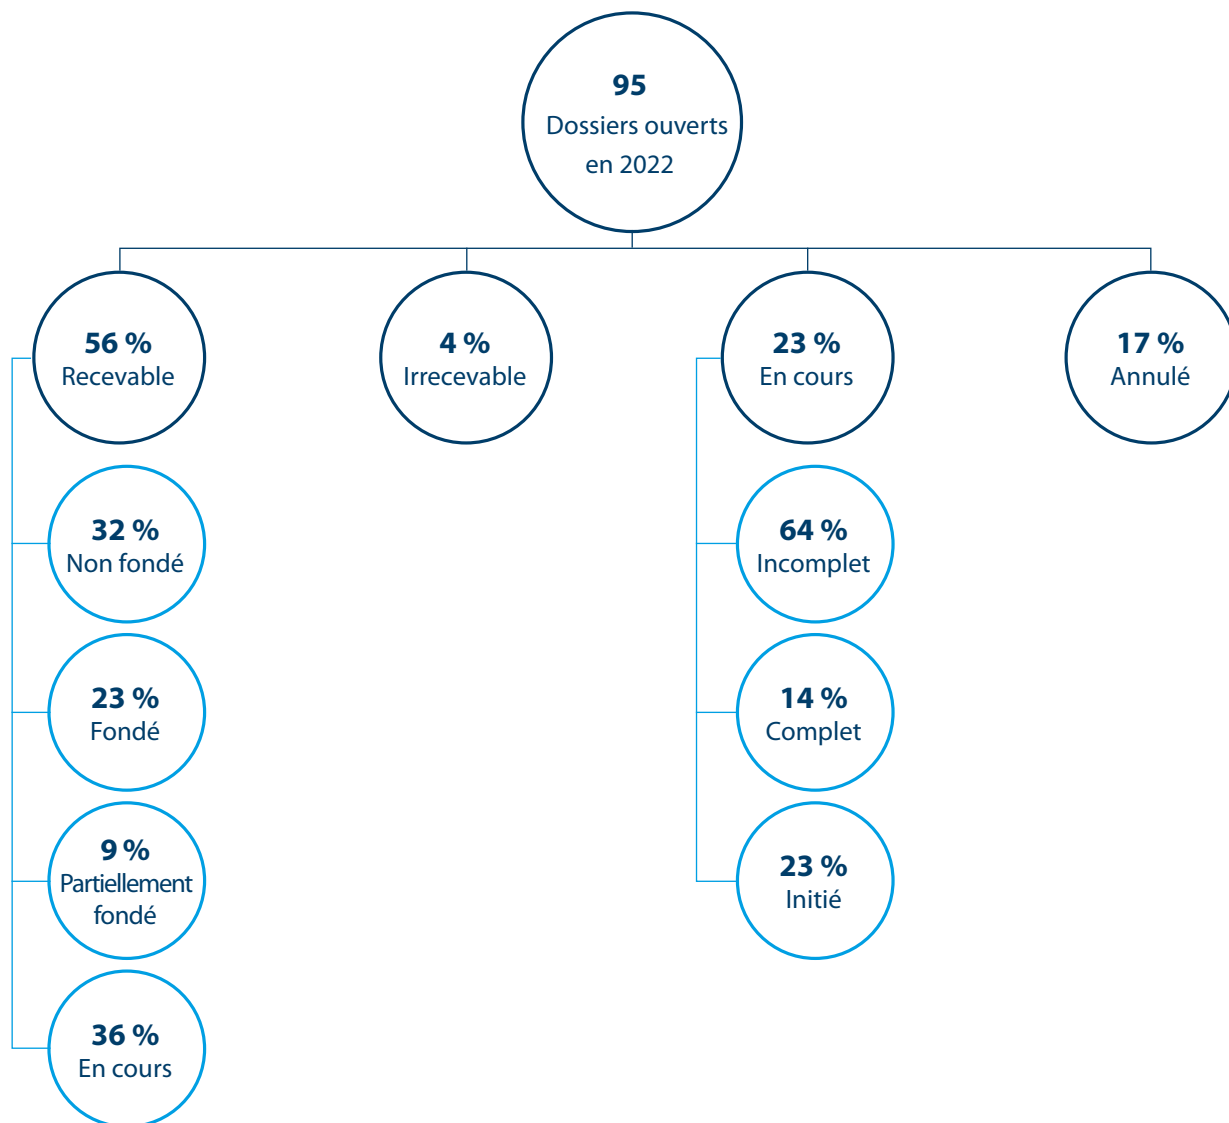 95
Dossiers ouverts
en 2022
56 %
Recevable
4 %
Irrecevable
23 %
En cours
17 %
Annulé
32 %
Non fondé
23 %
Fondé
9 %
Partiellement
fondé
36 %
En cours
64 %
Incomplet
14 %
Complet
23 %
Initié